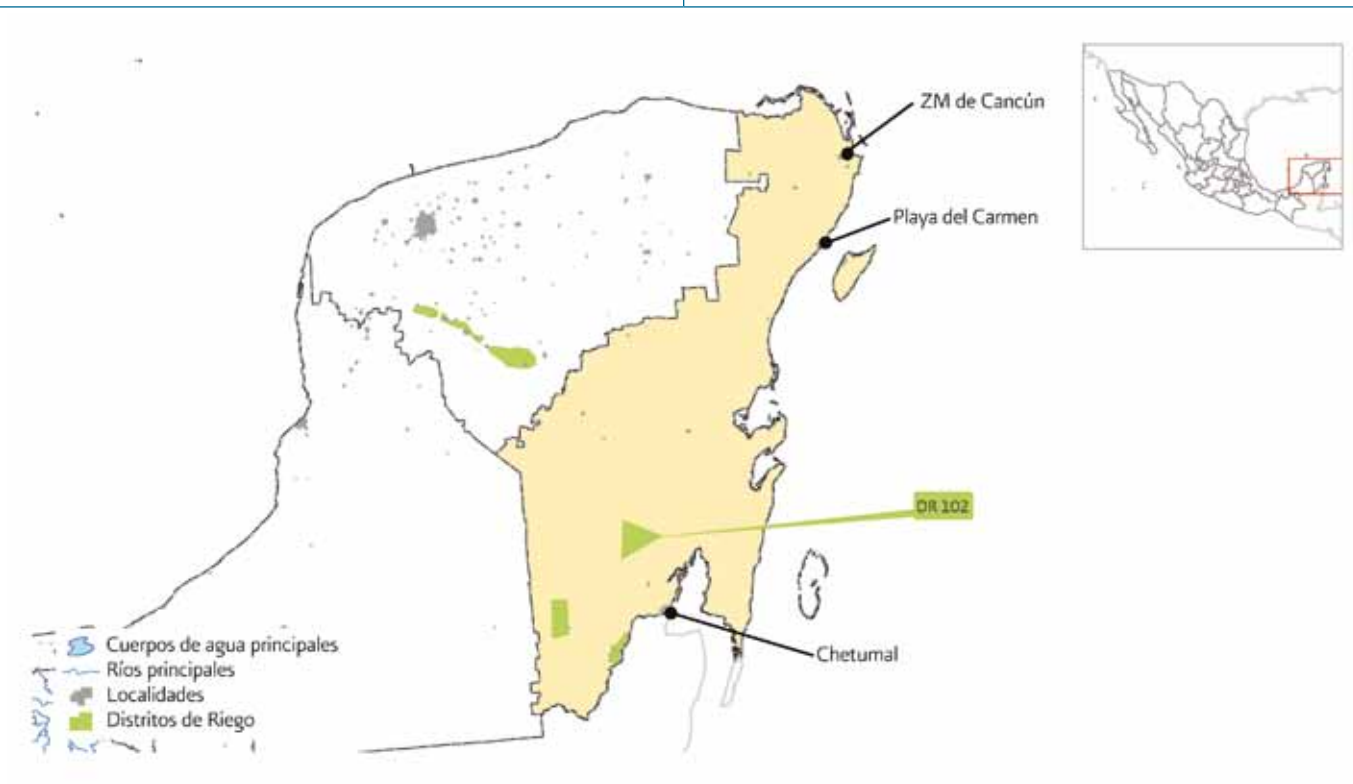 ZM de Cancún
Playa del Carmen
DR 102
Chetumal
Cuerpos de agua principales
Ríos principales
Localidades
Distritos de Riego